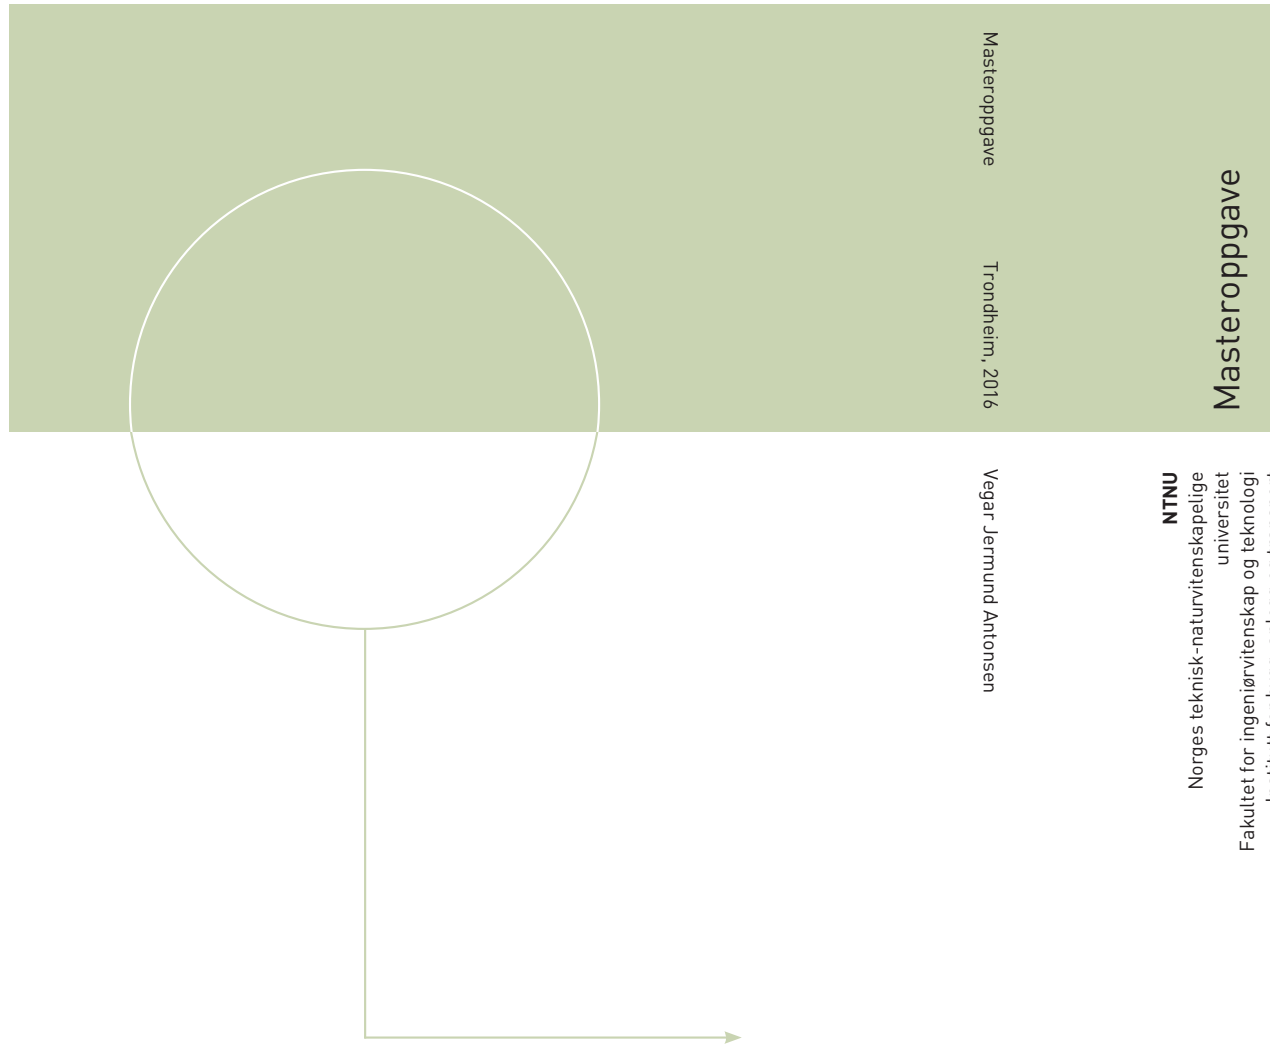 Masteroppgave
Trondheim, 2016
Vegar Jermund Antonsen
Masteroppgave
NTNU
Norges teknisk-naturvitenskapelige
universitet
Fakultet for ingeniørvitenskap og teknologi